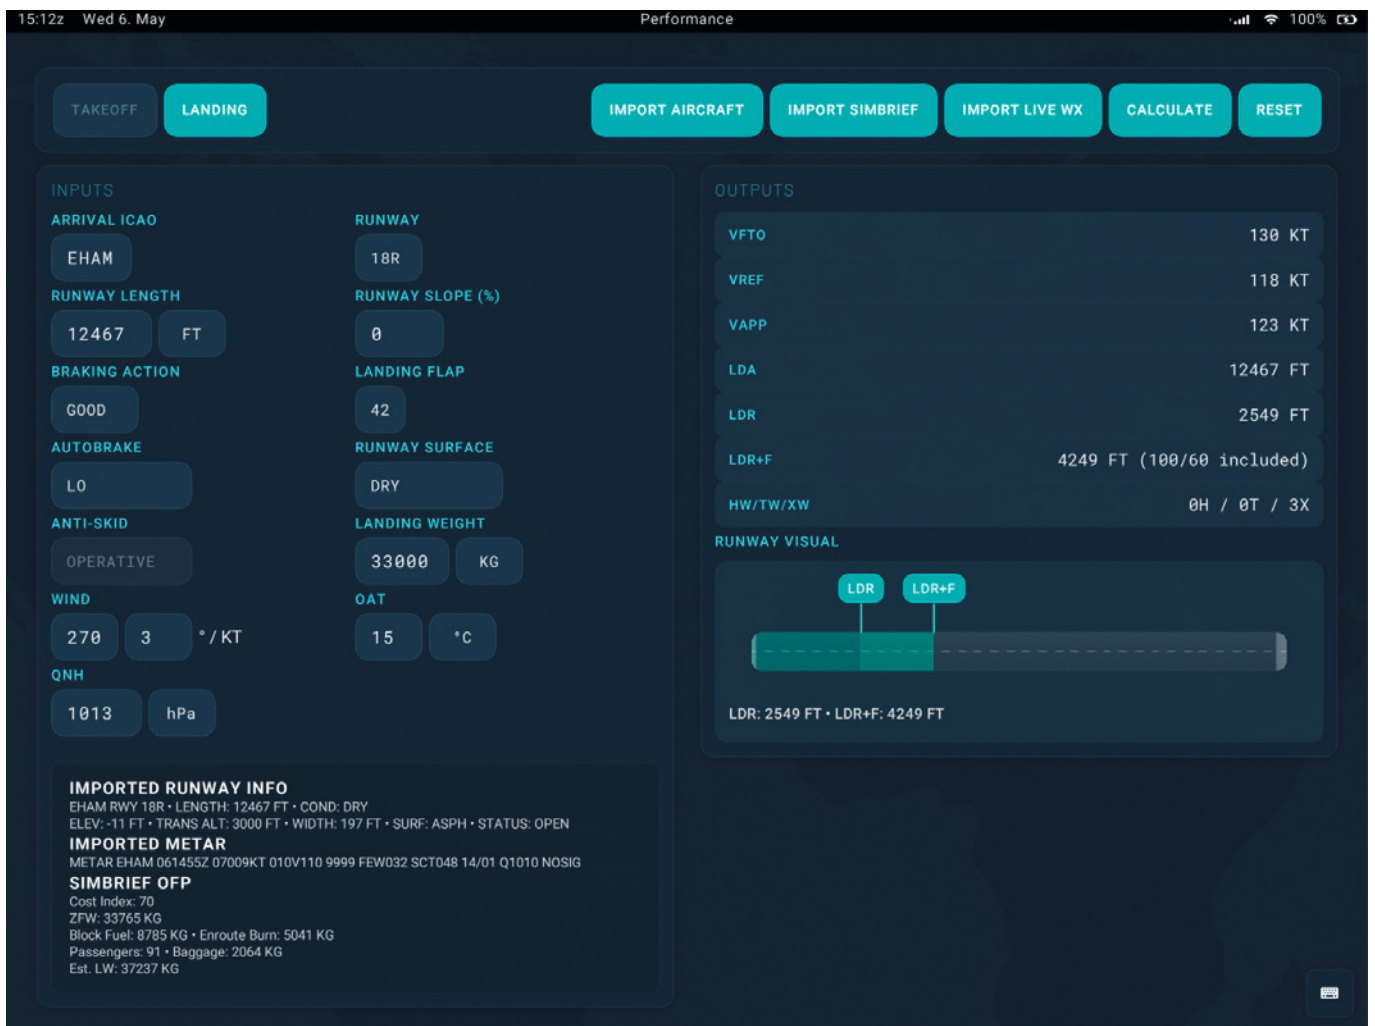 15:12z Wed 6. May Performance 100%
TAKEOFF LANDING IMPORT AIRCRAFT IMPORT SIMBRIEF IMPORT LIVE WX CALCULATE RESET
INPUTS
ARRIVAL ICAO RUNWAY
EHAM 18R
RUNWAY LENGTH RUNWAY SLOPE (%)
12467 FT 0
BRAKING ACTION LANDING FLAP
GOOD 42
AUTOBRAKE RUNWAY SURFACE
LO DRY
ANTI-SKID LANDING WEIGHT
OPERATIVE 33000 KG
WIND OAT
270 3 °/KT 15 °C
QNH
1013 hPa
IMPORTED RUNWAY INFO
EHAM RWY 18R • LENGTH: 12467 FT • COND: DRY
ELEV: -11 FT • TRANS ALT: 3000 FT • WIDTH: 197 FT • SURF: ASPH • STATUS: OPEN
IMPORTED METAR
METAR EHAM 061455Z 07009KT 010V110 9999 FEW032 SCT048 14/01 Q1010 NOSIG
SIMBRIEF OFP
Cost Index: 70
ZFW: 33765 KG
Block Fuel: 8785 KG • Enroute Burn: 5041 KG
Passengers: 91 • Baggage: 2064 KG
Est. LW: 37237 KG
OUTPUTS
VFTO 130 KT
VREF 118 KT
VAPP 123 KT
LDA 12467 FT
LDR 2549 FT
LDR+F 4249 FT (100/60 included)
HW/TW/XW 0H / 0T / 3X
RUNWAY VISUAL
LDR LDR+F
LDR: 2549 FT • LDR+F: 4249 FT